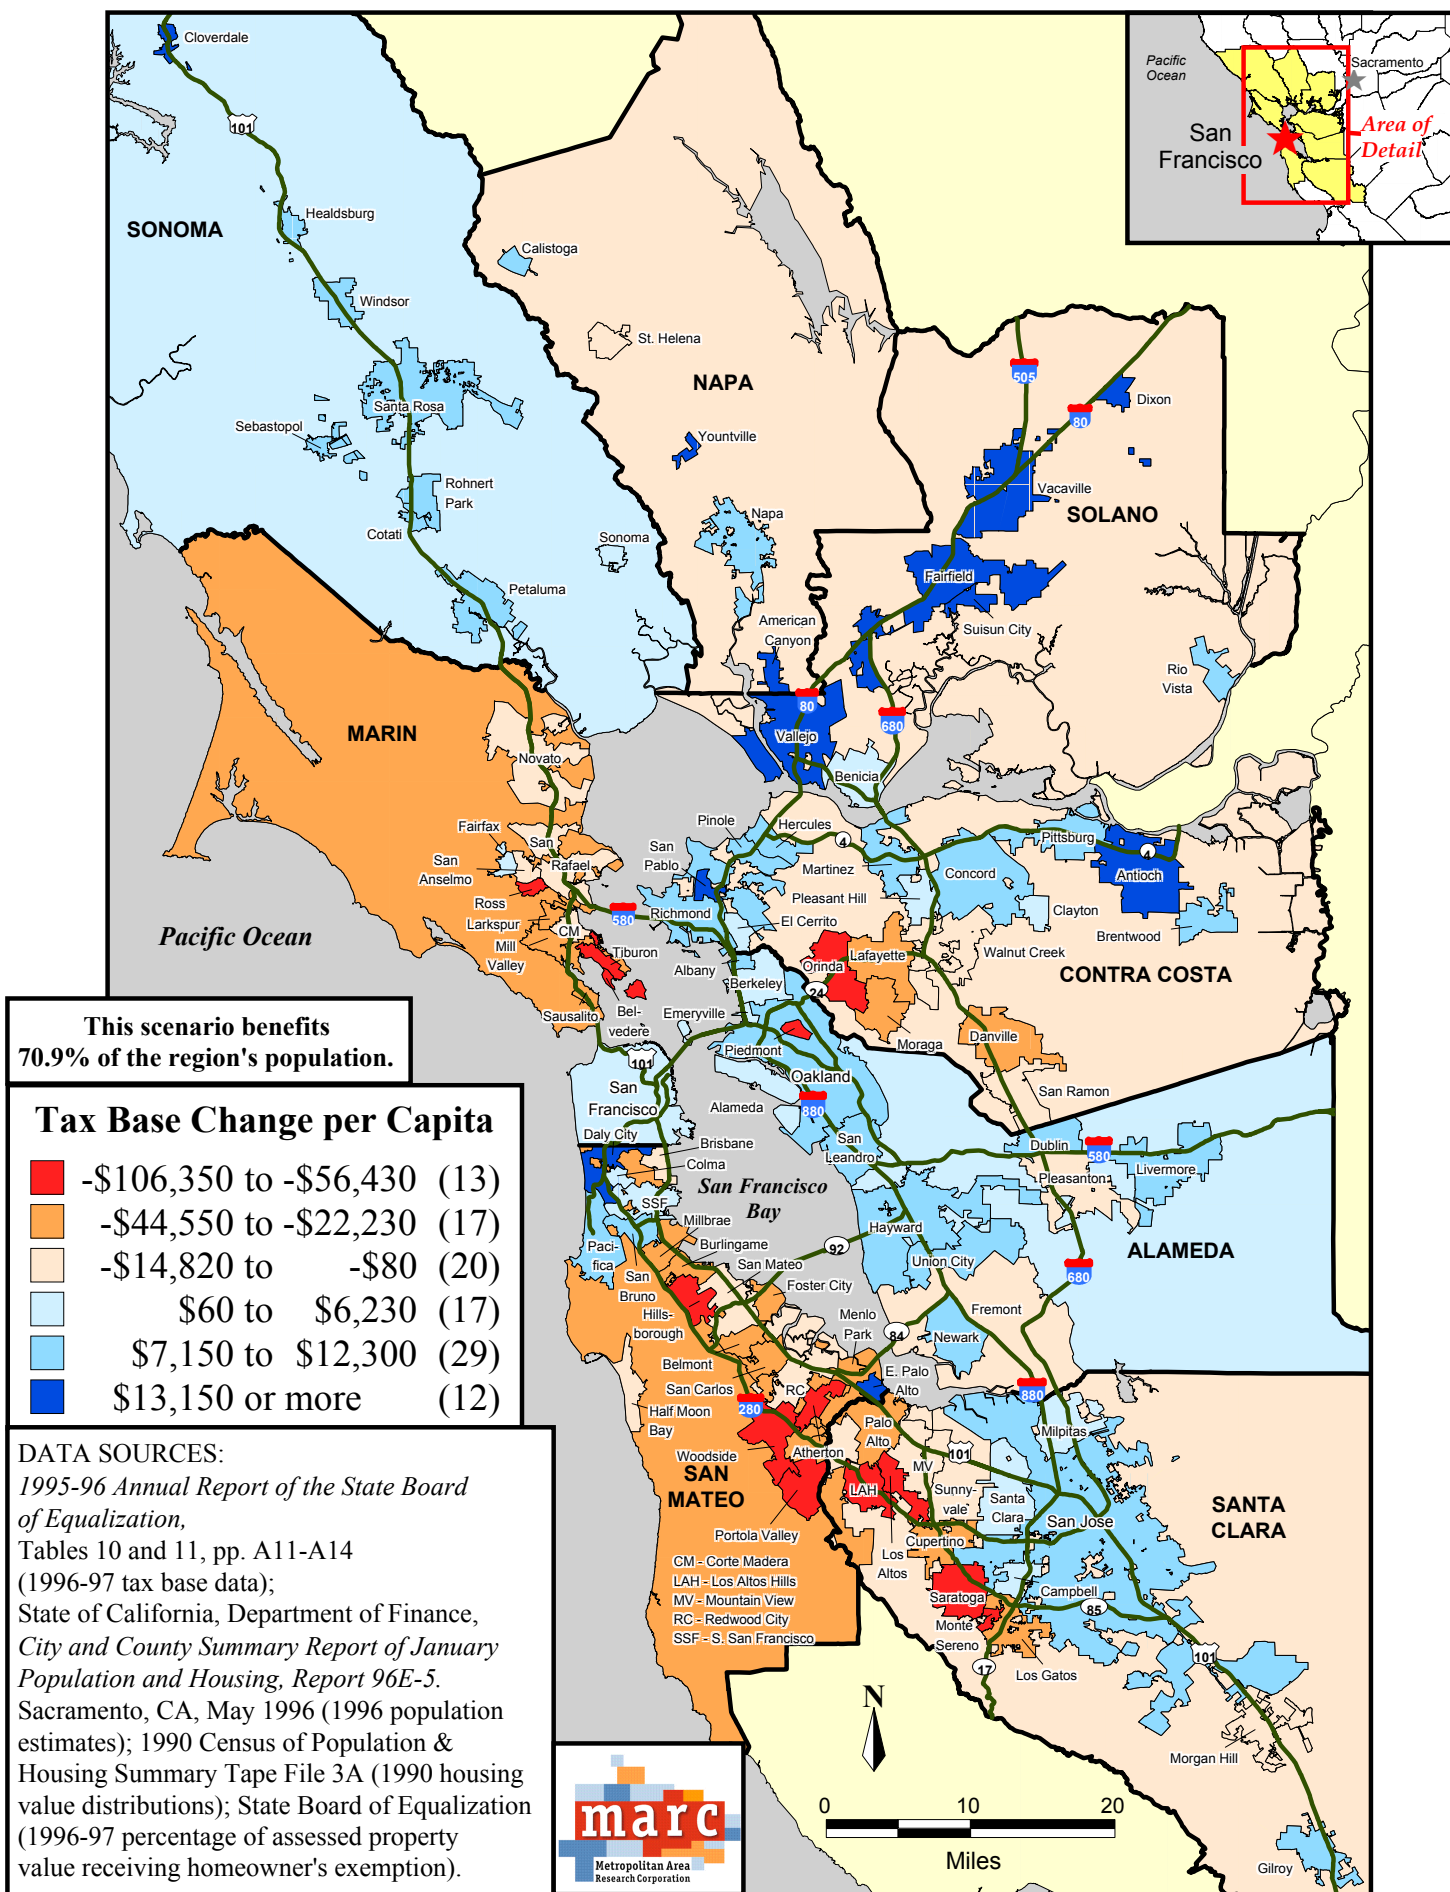 Cloverdale
101
SONOMA
Healdsburg
Windsor
Santa Rosa
Sebastopol
Rohnert
Park
Cotati
Petaluma
Sonoma
Calistoga
St. Helena
NAPA
Yountville
Napa
American
Canyon
Pacific
Ocean
Sacramento
San
Francisco
Area of
Detail
505
80
Dixon
Vacaville
SOLANO
Fairfield
Suisun City
Rio
Vista
80
680
Vallejo
Benicia
MARIN
Novato
Fairfax
San
Rafael
San
Anselmo
Ross
Larkspur
Mill
Valley
CM
Tiburon
Sausalito
Bel-
vedere
Pacific Ocean
Pinole
Hercules
4
San
Pablo
Martinez
Richmond
580
Pleasant Hill
El Cerrito
Concord
Pittsburg
4
Antioch
Clayton
Brentwood
Walnut Creek
CONTRA COSTA
Albany
Berkeley
Orinda
Lafayette
24
Emeryville
Moraga
Danville
Piedmont
San Ramon
Oakland
101
San
Francisco
Alameda
880
Daly City
Brisbane
Colma
San
Leandro
Dublin
580
Livermore
Pleasanton
San Francisco
Bay
SSF
Millbrae
Burlingame
Hayward
92
ALAMEDA
Paci-
fica
San Mateo
Union City
680
San
Bruno
Foster City
Hills-
borough
Menlo
Park
84
Fremont
Newark
Belmont
E. Palo
Alto
San Carlos
RC
880
280
Half Moon
Bay
Palo
Alto
Milpitas
Woodside
Atherton
101
MV
SAN
MATEO
LAH
Sunny-
vale
Santa
Clara
San Jose
SANTA
CLARA
Portola Valley
Cupertino
Los
Altos
CM - Corte Madera
LAH - Los Altos Hills
MV - Mountain View
RC - Redwood City
SSF - S. San Francisco
Saratoga
Campbell
85
Monte
Sereno
Los Gatos
17
101
Morgan Hill
Gilroy
N
0 10 20
Miles
This scenario benefits
70.9% of the region's population.
Tax Base Change per Capita
-$106,350 to -$56,430 (13)
-$44,550 to -$22,230 (17)
-$14,820 to -$80 (20)
$60 to $6,230 (17)
$7,150 to $12,300 (29)
$13,150 or more (12)
DATA SOURCES:
1995-96 Annual Report of the State Board
of Equalization,
Tables 10 and 11, pp. A11-A14
(1996-97 tax base data);
State of California, Department of Finance,
City and County Summary Report of January
Population and Housing, Report 96E-5.
Sacramento, CA, May 1996 (1996 population
estimates); 1990 Census of Population &
Housing Summary Tape File 3A (1990 housing
value distributions); State Board of Equalization
(1996-97 percentage of assessed property
value receiving homeowner's exemption).
marc
Metropolitan Area
Research Corporation